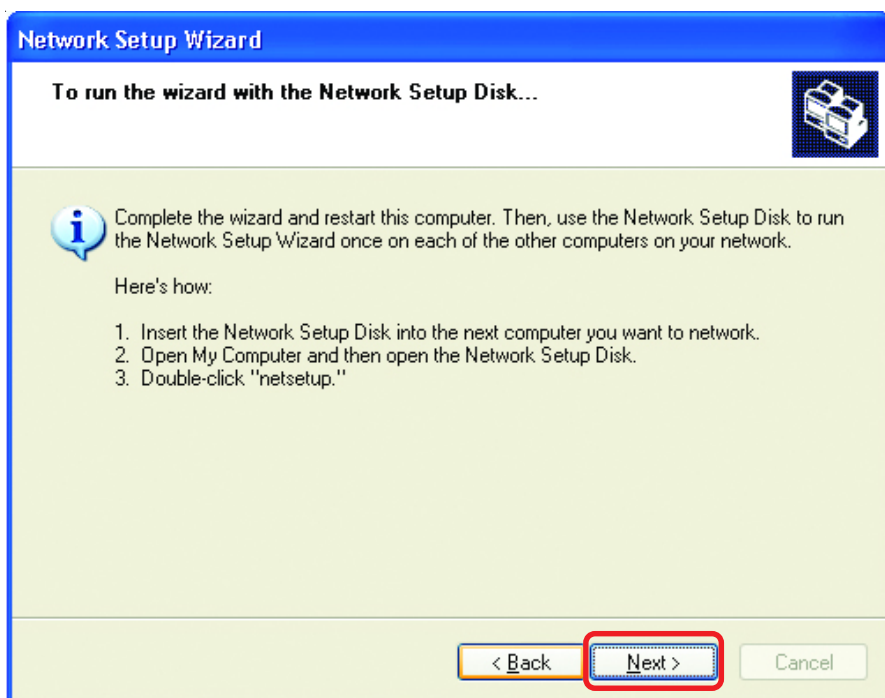 Network Setup Wizard
To run the wizard with the Network Setup Disk...
Complete the wizard and restart this computer. Then, use the Network Setup Disk to run
the Network Setup Wizard once on each of the other computers on your network.
Here's how:
1. Insert the Network Setup Disk into the next computer you want to network.
2. Open My Computer and then open the Network Setup Disk.
3. Double-click "netsetup."
< Back Next > Cancel